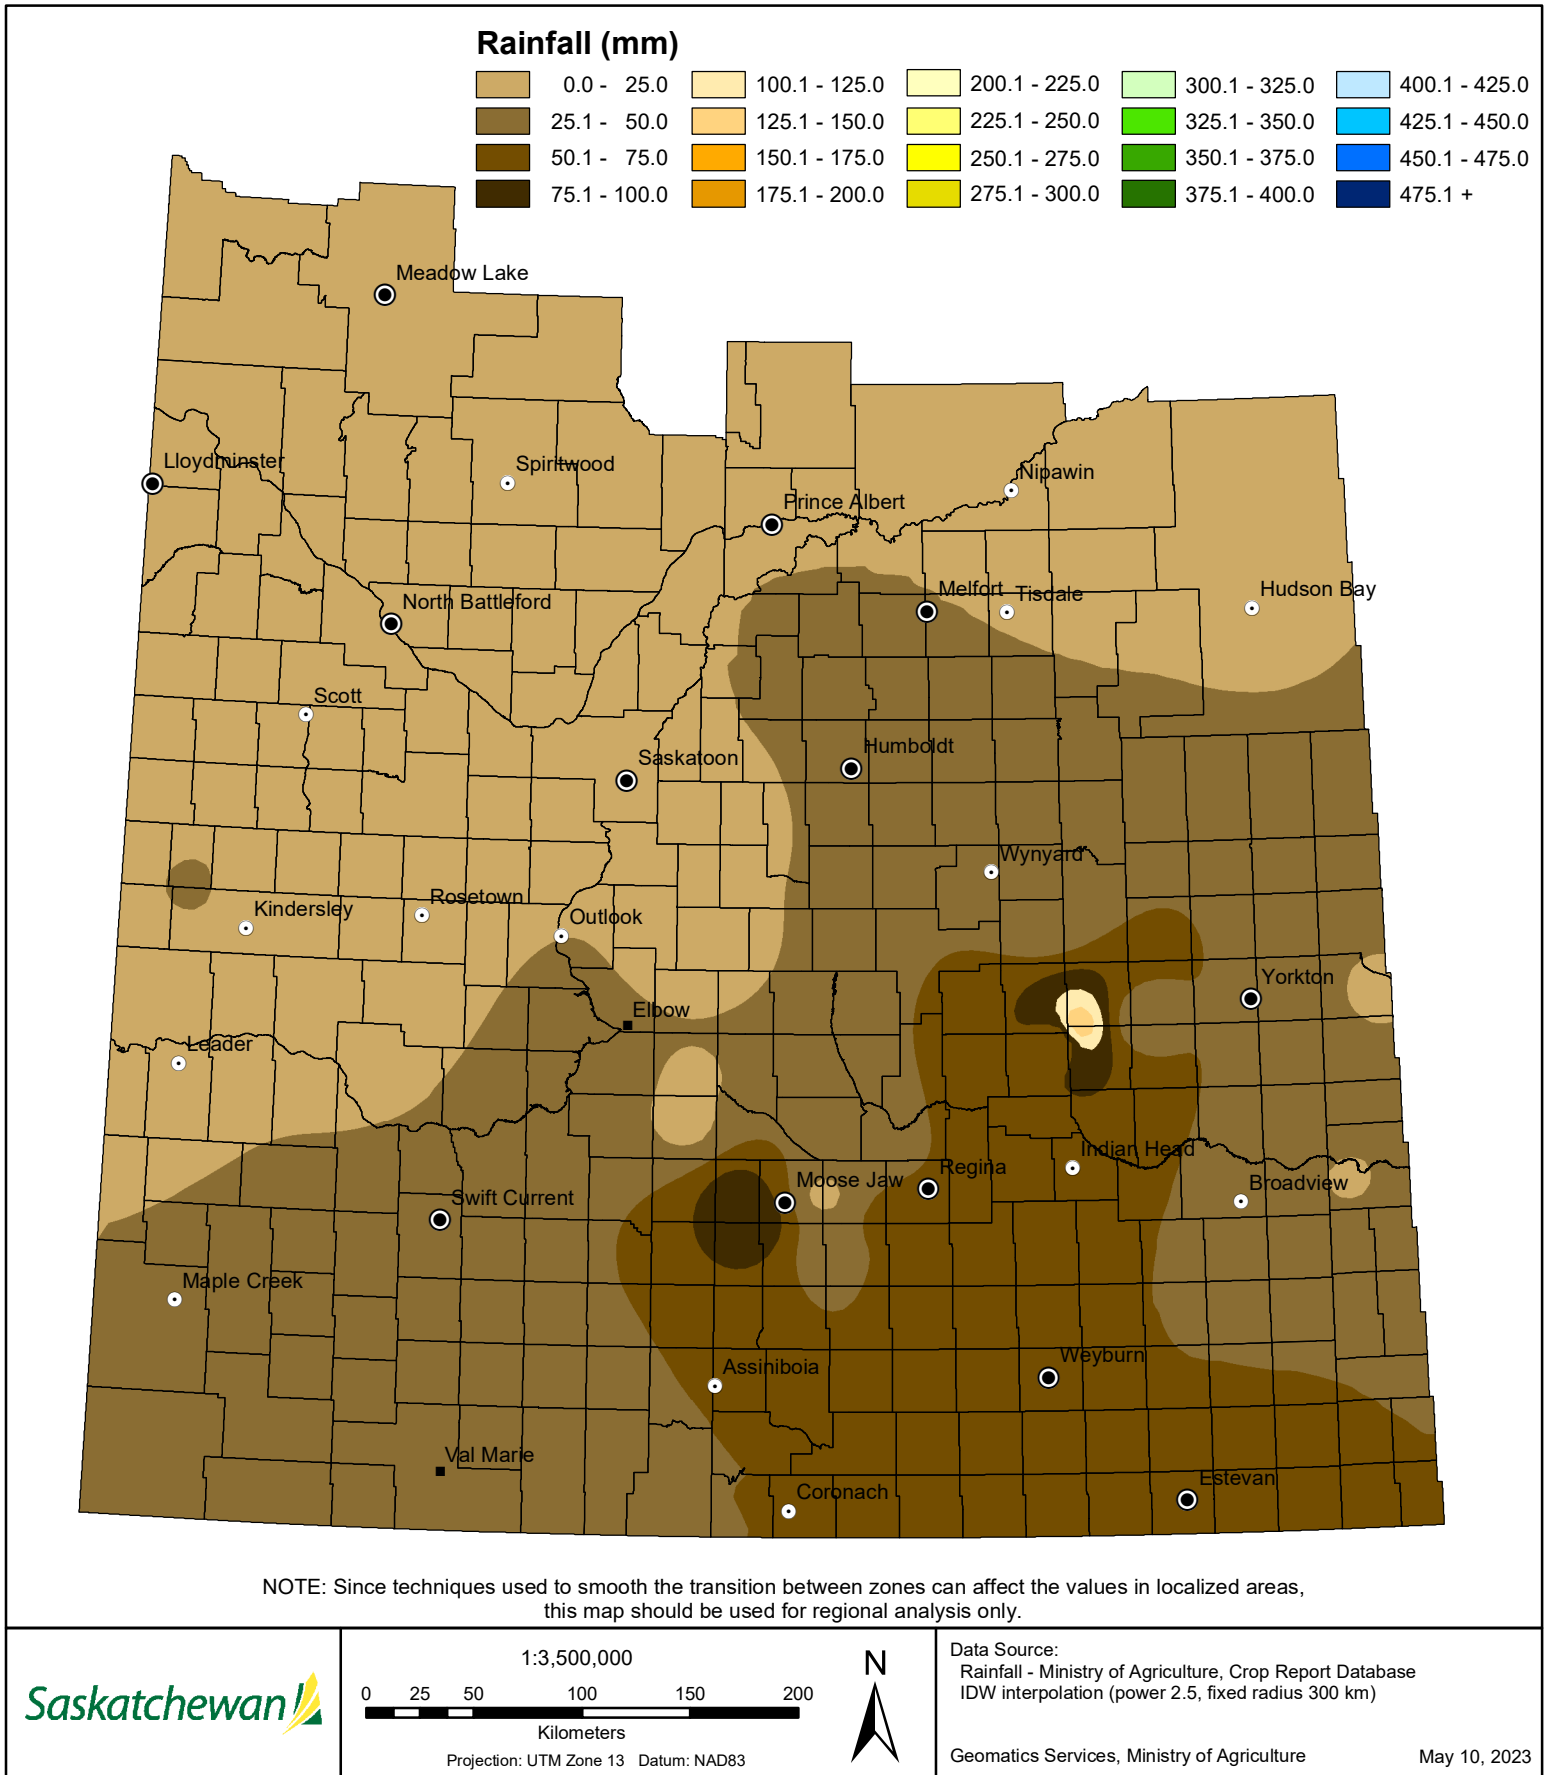 Rainfall (mm)
0.0 - 25.0
25.1 - 50.0
50.1 - 75.0
75.1 - 100.0
100.1 - 125.0
125.1 - 150.0
150.1 - 175.0
175.1 - 200.0
200.1 - 225.0
225.1 - 250.0
250.1 - 275.0
275.1 - 300.0
300.1 - 325.0
325.1 - 350.0
350.1 - 375.0
375.1 - 400.0
400.1 - 425.0
425.1 - 450.0
450.1 - 475.0
475.1 +
Meadow Lake
Lloydminster
Spiritwood
Nipawin
Prince Albert
Melfort
Tisdale
Hudson Bay
North Battleford
Scott
Saskatoon
Humboldt
Wynyard
Kindersley
Rosetown
Outlook
Yorkton
Elbow
Leader
Indian Head
Moose Jaw
Regina
Broadview
Swift Current
Maple Creek
Assiniboia
Weyburn
Val Marie
Coronach
Estevan
NOTE: Since techniques used to smooth the transition between zones can affect the values in localized areas,
this map should be used for regional analysis only.
Saskatchewan
1:3,500,000
0 25 50 100 150 200
Kilometers
Projection: UTM Zone 13 Datum: NAD83
N
Data Source:
Rainfall - Ministry of Agriculture, Crop Report Database
IDW interpolation (power 2.5, fixed radius 300 km)
Geomatics Services, Ministry of Agriculture
May 10, 2023